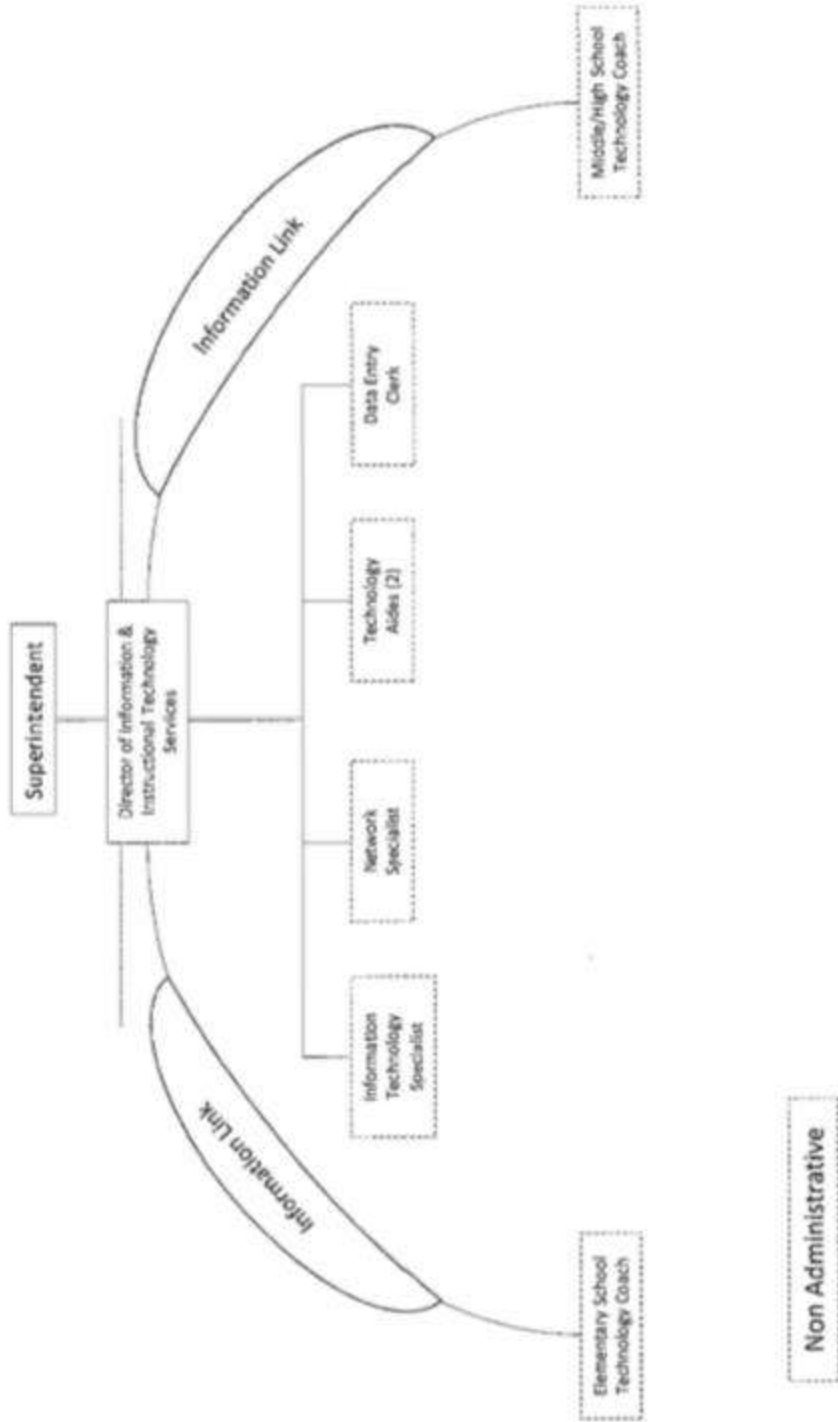 Superintendent
Director of Information &
Instructional Technology
Services
Information Link
Information Link
Information
Technology
Specialist
Network
Specialist
Technology
Aides (2)
Data Entry
Clerk
Elementary School
Technology Coach
Middle/High School
Technology Coach
Non Administrative